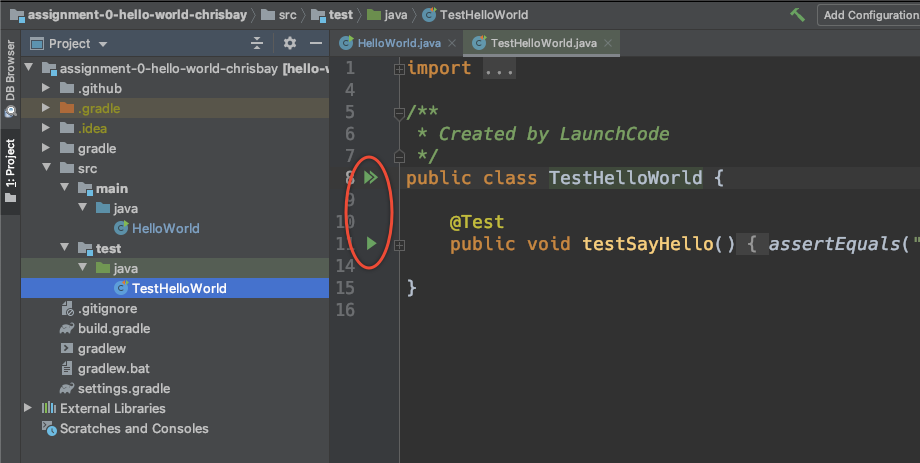 assignment-0-hello-world-chrisbay src test java TestHelloWorld Add Configuration
DB Browser
1: Project
Project
assignment-0-hello-world-chrisbay [hello-w
.github
.gradle
.idea
gradle
src
main
java
HelloWorld
test
java
TestHelloWorld
.gitignore
build.gradle
gradlew
gradlew.bat
settings.gradle
External Libraries
Scratches and Consoles
HelloWorld.java TestHelloWorld.java
1 import ...
4
5 /**
6 * Created by LaunchCode
7 */
8 public class TestHelloWorld {
9
10 @Test
11 public void testSayHello() { assertEquals("
14
15 }
16